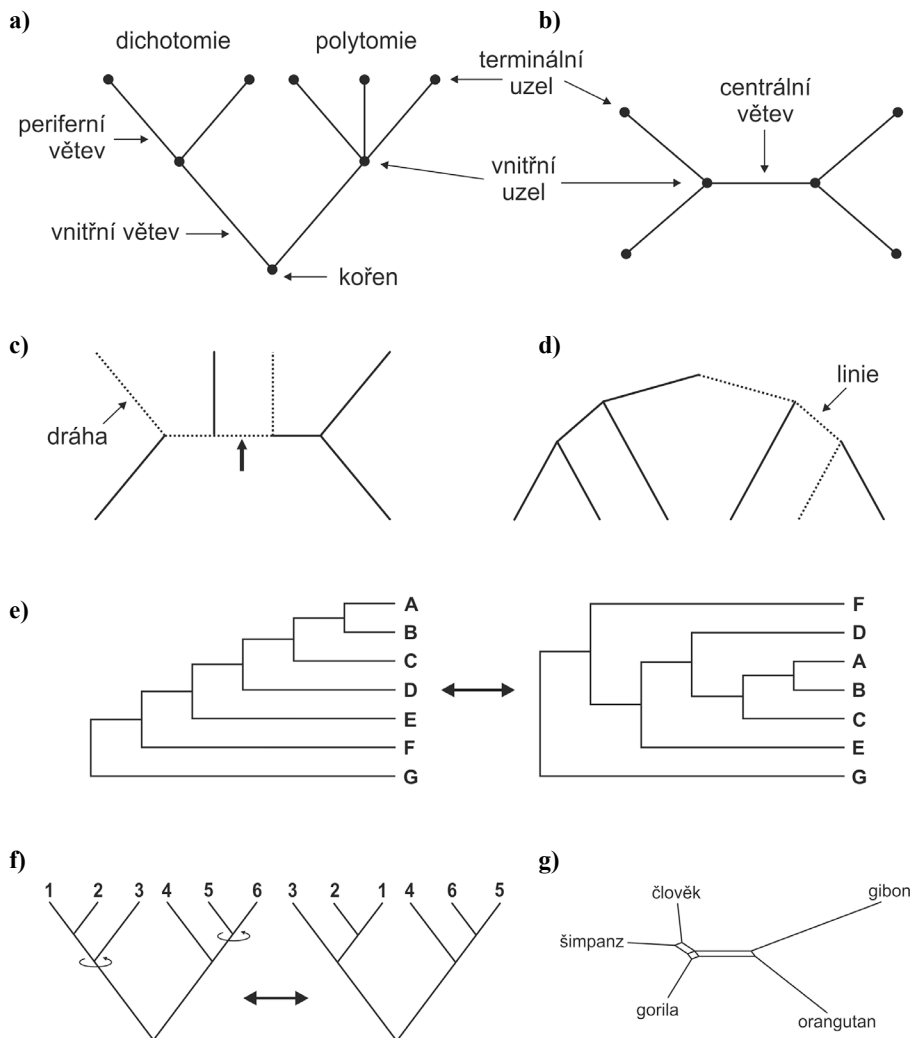 a)
dichotomie
polytomie
periferní
větev
vnitřní větev
kořen
terminální
uzel
vnitřní
uzel
b)
centrální
větev
c)
dráha
d)
linie
e)
A
B
C
D
E
F
G
F
D
A
B
C
E
G
f)
1 2 3 4 5 6 3 2 1 4 6 5
g)
člověk
gibon
šimpanz
gorila
orangutan